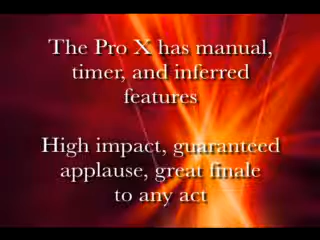 The Pro X has manual,
timer, and inferred
features
High impact, guaranteed
applause, great finale
to any act